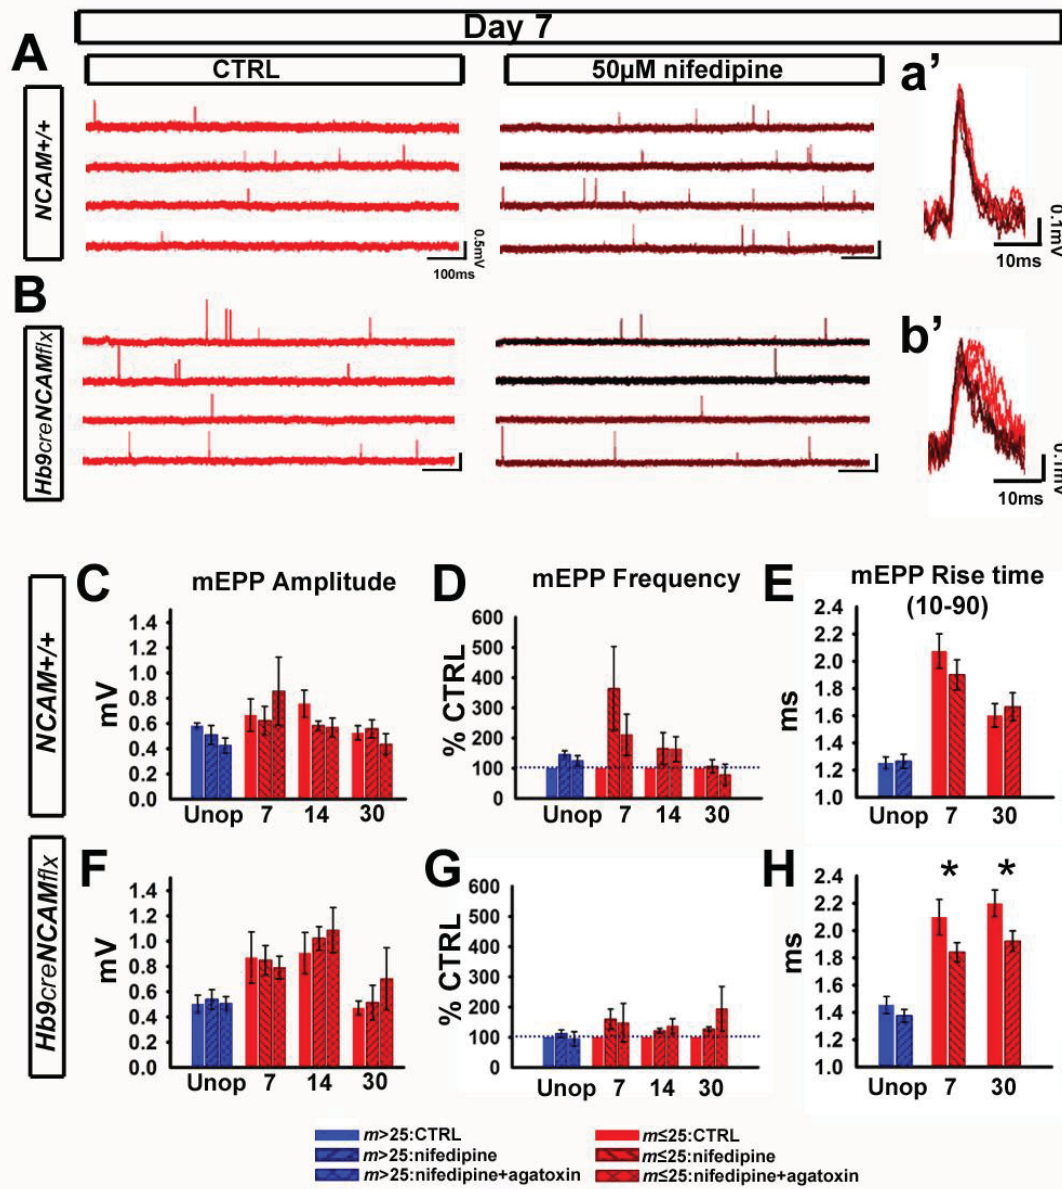 Day 7
A
CTRL
50µM nifedipine
a’
NCAM+/+
0.5mV
100ms
0.1mV
10ms
B
Hb9creNCAMflx
b’
0.1mV
10ms
NCAM+/+
C
mEPP Amplitude
mV
1.4
1.2
1.0
0.8
0.6
0.4
0.2
0.0
Unop 7 14 30
D
mEPP Frequency
% CTRL
600
500
400
300
200
100
0
Unop 7 14 30
E
mEPP Rise time
(10-90)
ms
2.4
2.2
2.0
1.8
1.6
1.4
1.2
1.0
Unop 7 30
Hb9creNCAMflx
F
mV
1.4
1.2
1.0
0.8
0.6
0.4
0.2
0.0
Unop 7 14 30
G
% CTRL
600
500
400
300
200
100
0
Unop 7 14 30
H
* *
ms
2.4
2.2
2.0
1.8
1.6
1.4
1.2
1.0
Unop 7 30
m>25:CTRL
m>25:nifedipine
m>25:nifedipine+agatoxin
m≤25:CTRL
m≤25:nifedipine
m≤25:nifedipine+agatoxin